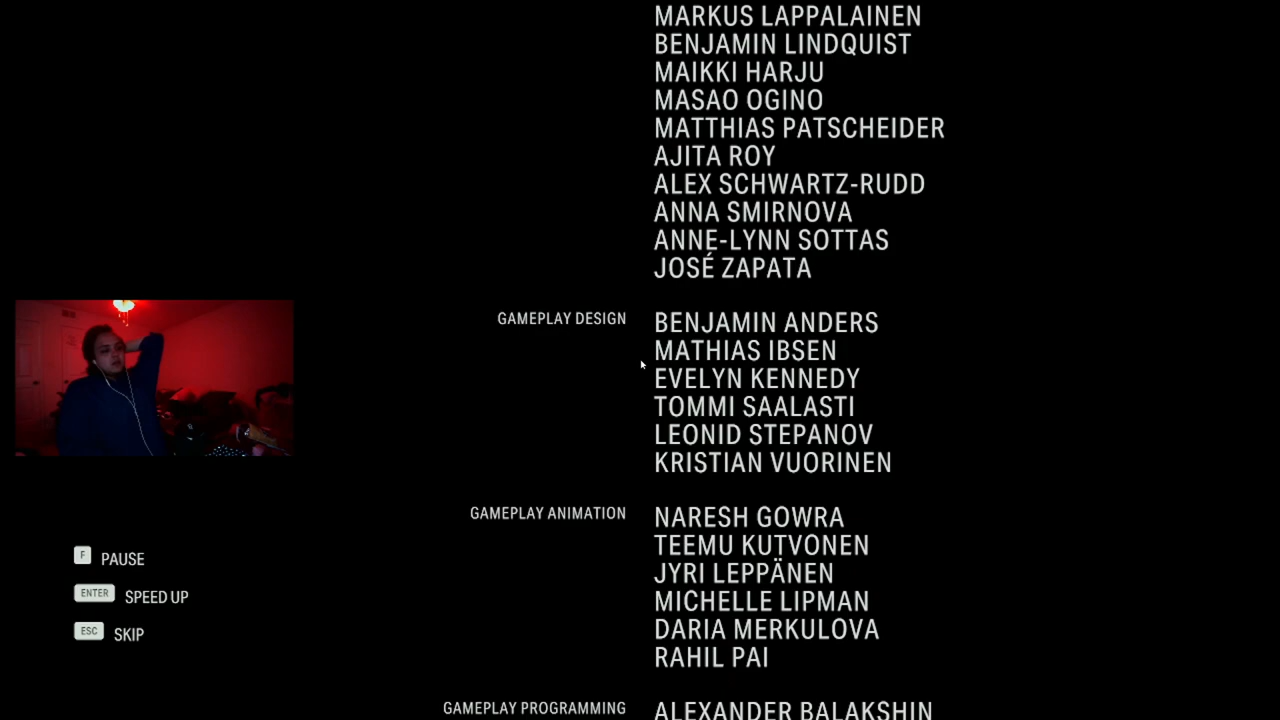 MARKUS LAPPALAINEN
BENJAMIN LINDQUIST
MAIKKI HARJU
MASAO OGINO
MATTHIAS PATSCHEIDER
AJITA ROY
ALEX SCHWARTZ-RUDD
ANNA SMIRNOVA
ANNE-LYNN SOTTAS
JOSÉ ZAPATA
GAMEPLAY DESIGN BENJAMIN ANDERS
MATHIAS IBSEN
EVELYN KENNEDY
TOMMI SAALASTI
LEONID STEPANOV
KRISTIAN VUORINEN
GAMEPLAY ANIMATION NARESH GOWRA
TEEMU KUTVONEN
JYRI LEPPÄNEN
MICHELLE LIPMAN
DARIA MERKULOVA
RAHIL PAI
GAMEPLAY PROGRAMMING ALEXANDER BALAKSHIN
F PAUSE
ENTER SPEED UP
ESC SKIP